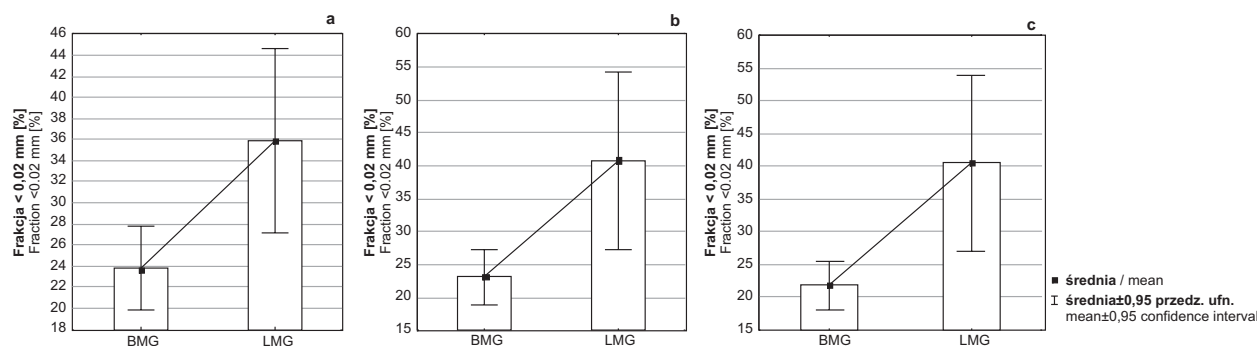 a
Frakcja < 0,02 mm [%]
Fraction <0.02 mm [%]
46
44
42
40
38
36
34
32
30
28
26
24
22
20
18
BMG
LMG
b
Frakcja < 0,02 mm [%]
Fraction <0.02 mm [%]
60
55
50
45
40
35
30
25
20
15
BMG
LMG
c
Frakcja < 0,02 mm [%]
Fraction <0.02 mm [%]
60
55
50
45
40
35
30
25
20
15
BMG
LMG
średnia / mean
średnia±0,95 przedz. ufn.
mean±0,95 confidence interval